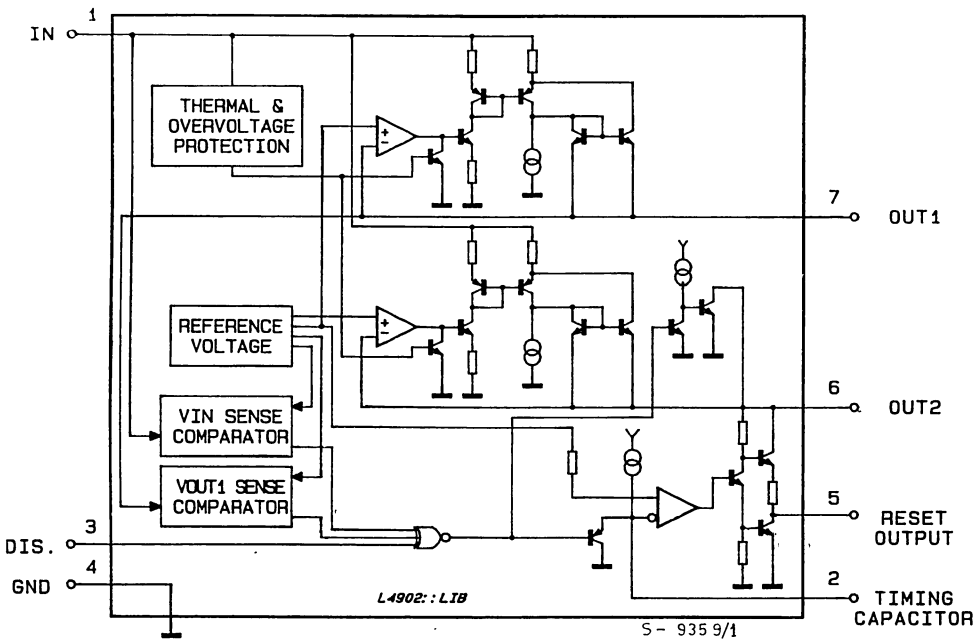 1
IN
THERMAL &
OVERVOLTAGE
PROTECTION
+
-
7
OUT1
REFERENCE
VOLTAGE
+
-
6
OUT2
VIN SENSE
COMPARATOR
VOUT1 SENSE
COMPARATOR
5
RESET
OUTPUT
3
DIS.
4
GND
2
TIMING
CAPACITOR
L4902::LIB
S- 9359/1